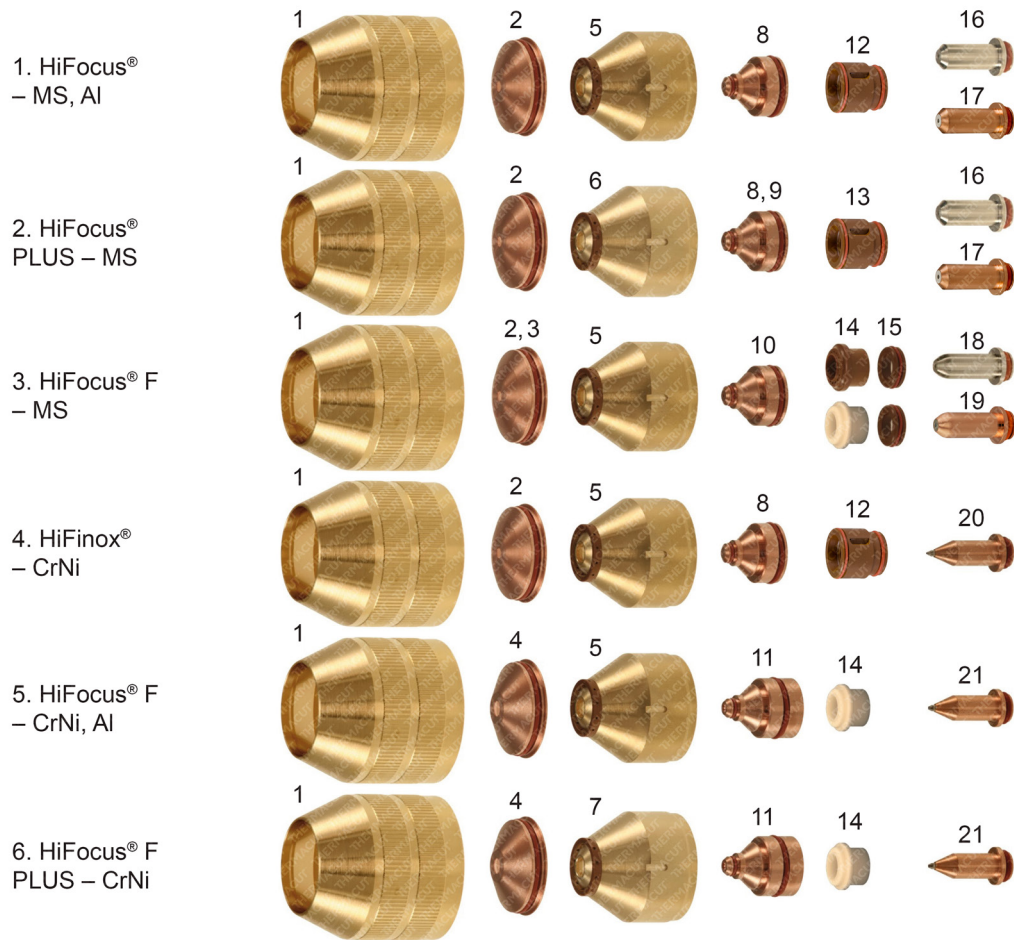 1 2 5 8 12 16
1. HiFocus®
– MS, Al
17
1 2 6 8, 9 13 16
2. HiFocus®
PLUS – MS
17
1 2, 3 5 10 14 15 18
3. HiFocus® F
– MS
19
1 2 5 8 12 20
4. HiFinox®
– CrNi
1 4 5 11 14 21
5. HiFocus® F
– CrNi, Al
1 4 7 11 14 21
6. HiFocus® F
PLUS – CrNi
THERMACUT